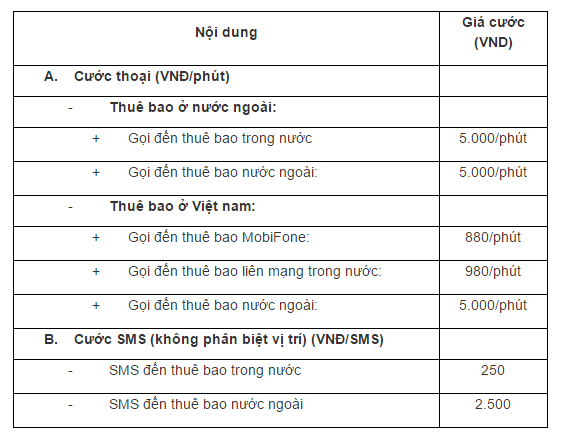 Nội dung
Giá cước
(VND)
A. Cước thoại (VNĐ/phút)
- Thuê bao ở nước ngoài:
+ Gọi đến thuê bao trong nước 5.000/phút
+ Gọi đến thuê bao nước ngoài: 5.000/phút
- Thuê bao ở Việt nam:
+ Gọi đến thuê bao MobiFone: 880/phút
+ Gọi đến thuê bao liên mạng trong nước: 980/phút
+ Gọi đến thuê bao nước ngoài: 5.000/phút
B. Cước SMS (không phân biệt vị trí) (VNĐ/SMS)
- SMS đến thuê bao trong nước 250
- SMS đến thuê bao nước ngoài 2.500